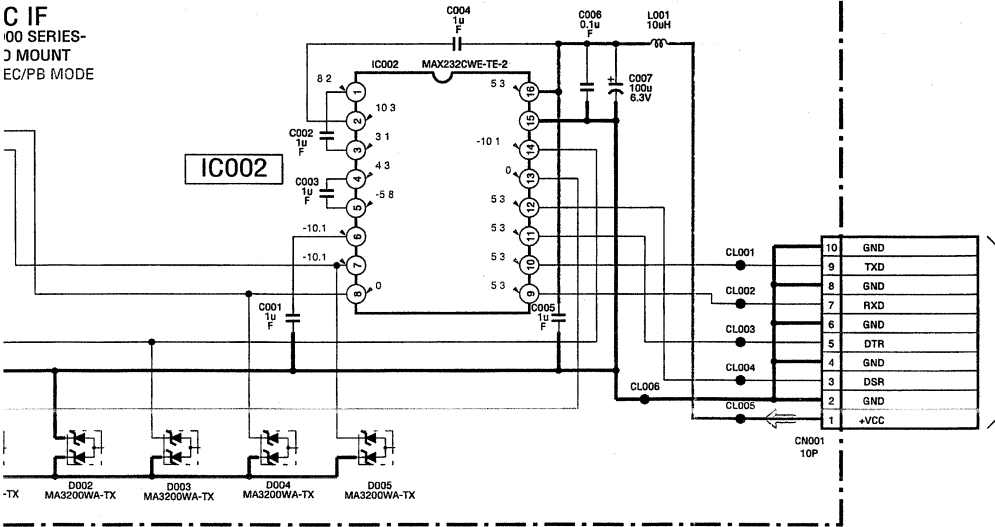 C IF
000 SERIES-
D MOUNT
EC/PB MODE
C004
1u
F
C006
0.1u
F
L001
10uH
IC002
MAX232CWE-TE-2
C007
+
100u
6.3V
8 2
1
5 3
16
10 3
2
15
C002
1u
F
3 1
3
-10 1
14
IC002
4 3
4
0
13
C003
1u
F
-5 8
5
5 3
12
-10.1
6
5 3
11
-10.1
7
5 3
10
0
8
5 3
9
C001
1u
F
C005
1u
F
CL001
CL002
CL003
CL004
CL006
CL005
10 GND
9 TXD
8 GND
7 RXD
6 GND
5 DTR
4 GND
3 DSR
2 GND
1 +VCC
CN001
10P
-TX
D002
MA3200WA-TX
D003
MA3200WA-TX
D004
MA3200WA-TX
D005
MA3200WA-TX